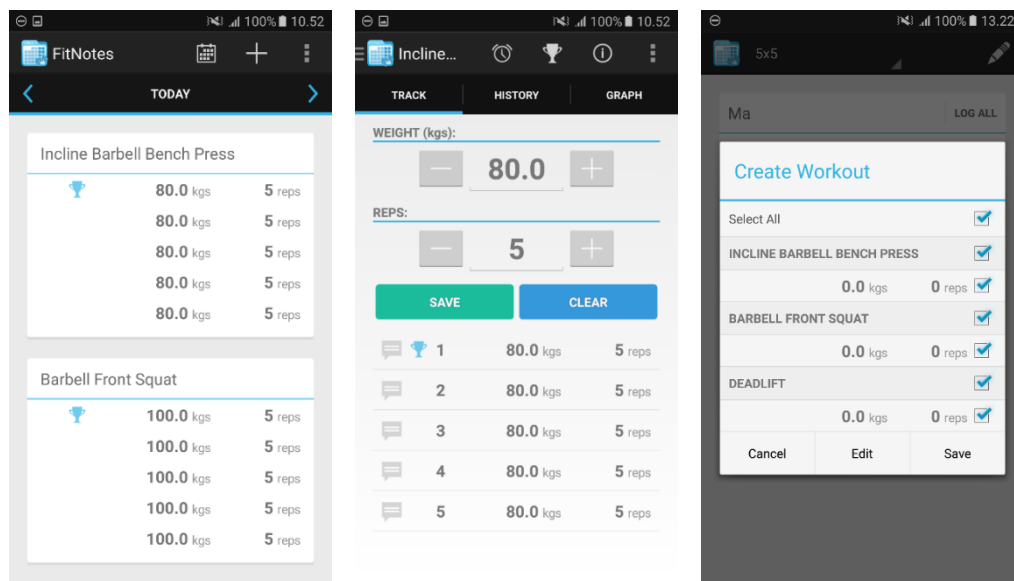 100% 10.52
FitNotes
TODAY
Incline Barbell Bench Press
80.0 kgs 5 reps
80.0 kgs 5 reps
80.0 kgs 5 reps
80.0 kgs 5 reps
80.0 kgs 5 reps
Barbell Front Squat
100.0 kgs 5 reps
100.0 kgs 5 reps
100.0 kgs 5 reps
100.0 kgs 5 reps
100.0 kgs 5 reps
100% 10.52
Incline...
TRACK HISTORY GRAPH
WEIGHT (kgs):
80.0
REPS:
5
SAVE CLEAR
1 80.0 kgs 5 reps
2 80.0 kgs 5 reps
3 80.0 kgs 5 reps
4 80.0 kgs 5 reps
5 80.0 kgs 5 reps
100% 13.22
5x5
Ma LOG ALL
Create Workout
Select All
INCLINE BARBELL BENCH PRESS
0.0 kgs 0 reps
BARBELL FRONT SQUAT
0.0 kgs 0 reps
DEADLIFT
0.0 kgs 0 reps
Cancel Edit Save